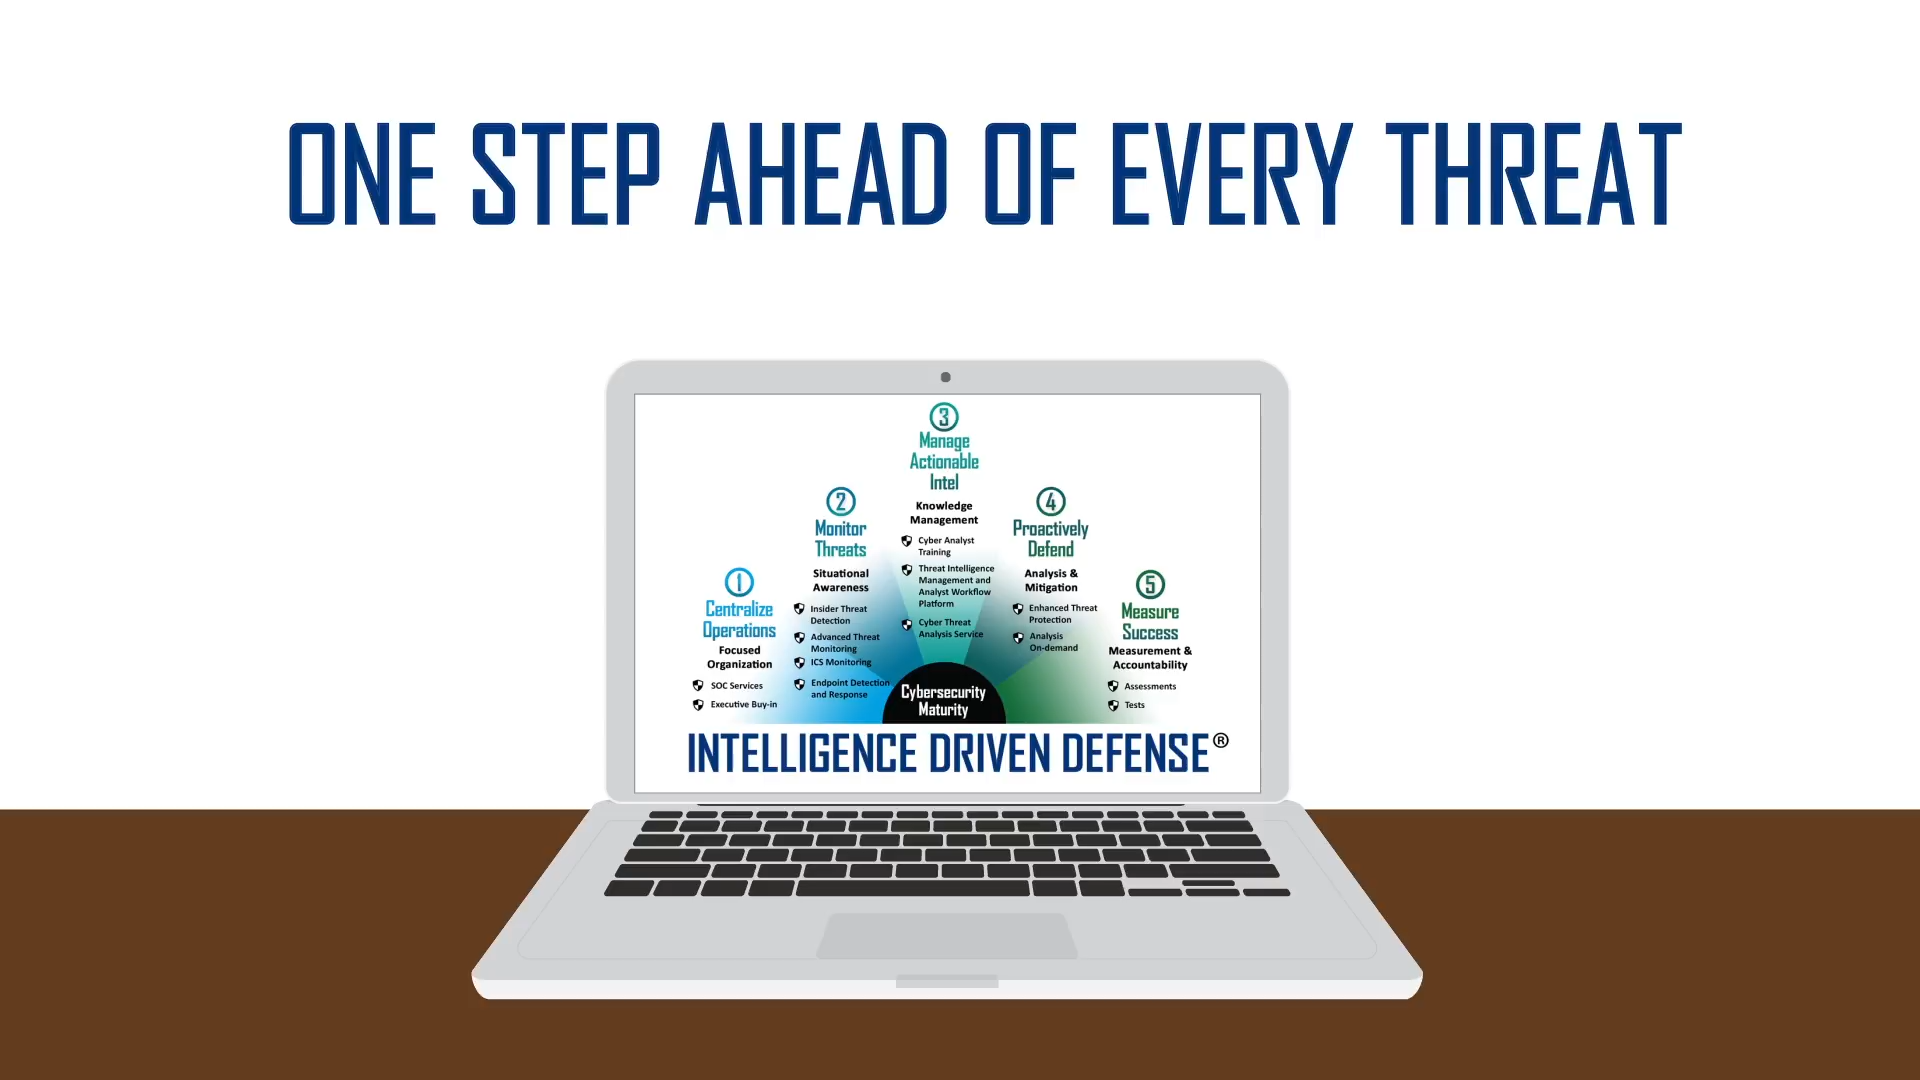 ONE STEP AHEAD OF EVERY THREAT
1
Centralize
Operations
Focused
Organization
SOC Services
Executive Buy-in
2
Monitor
Threats
Situational
Awareness
Insider Threat
Detection
Advanced Threat
Monitoring
ICS Monitoring
Endpoint Detection
and Response
3
Manage
Actionable
Intel
Knowledge
Management
Cyber Analyst
Training
Threat Intelligence
Management and
Analyst Workflow
Platform
Cyber Threat
Analysis Service
4
Proactively
Defend
Analysis &
Mitigation
Enhanced Threat
Protection
Analysis
On-demand
5
Measure
Success
Measurement &
Accountability
Assessments
Tests
Cybersecurity
Maturity
INTELLIGENCE DRIVEN DEFENSE®